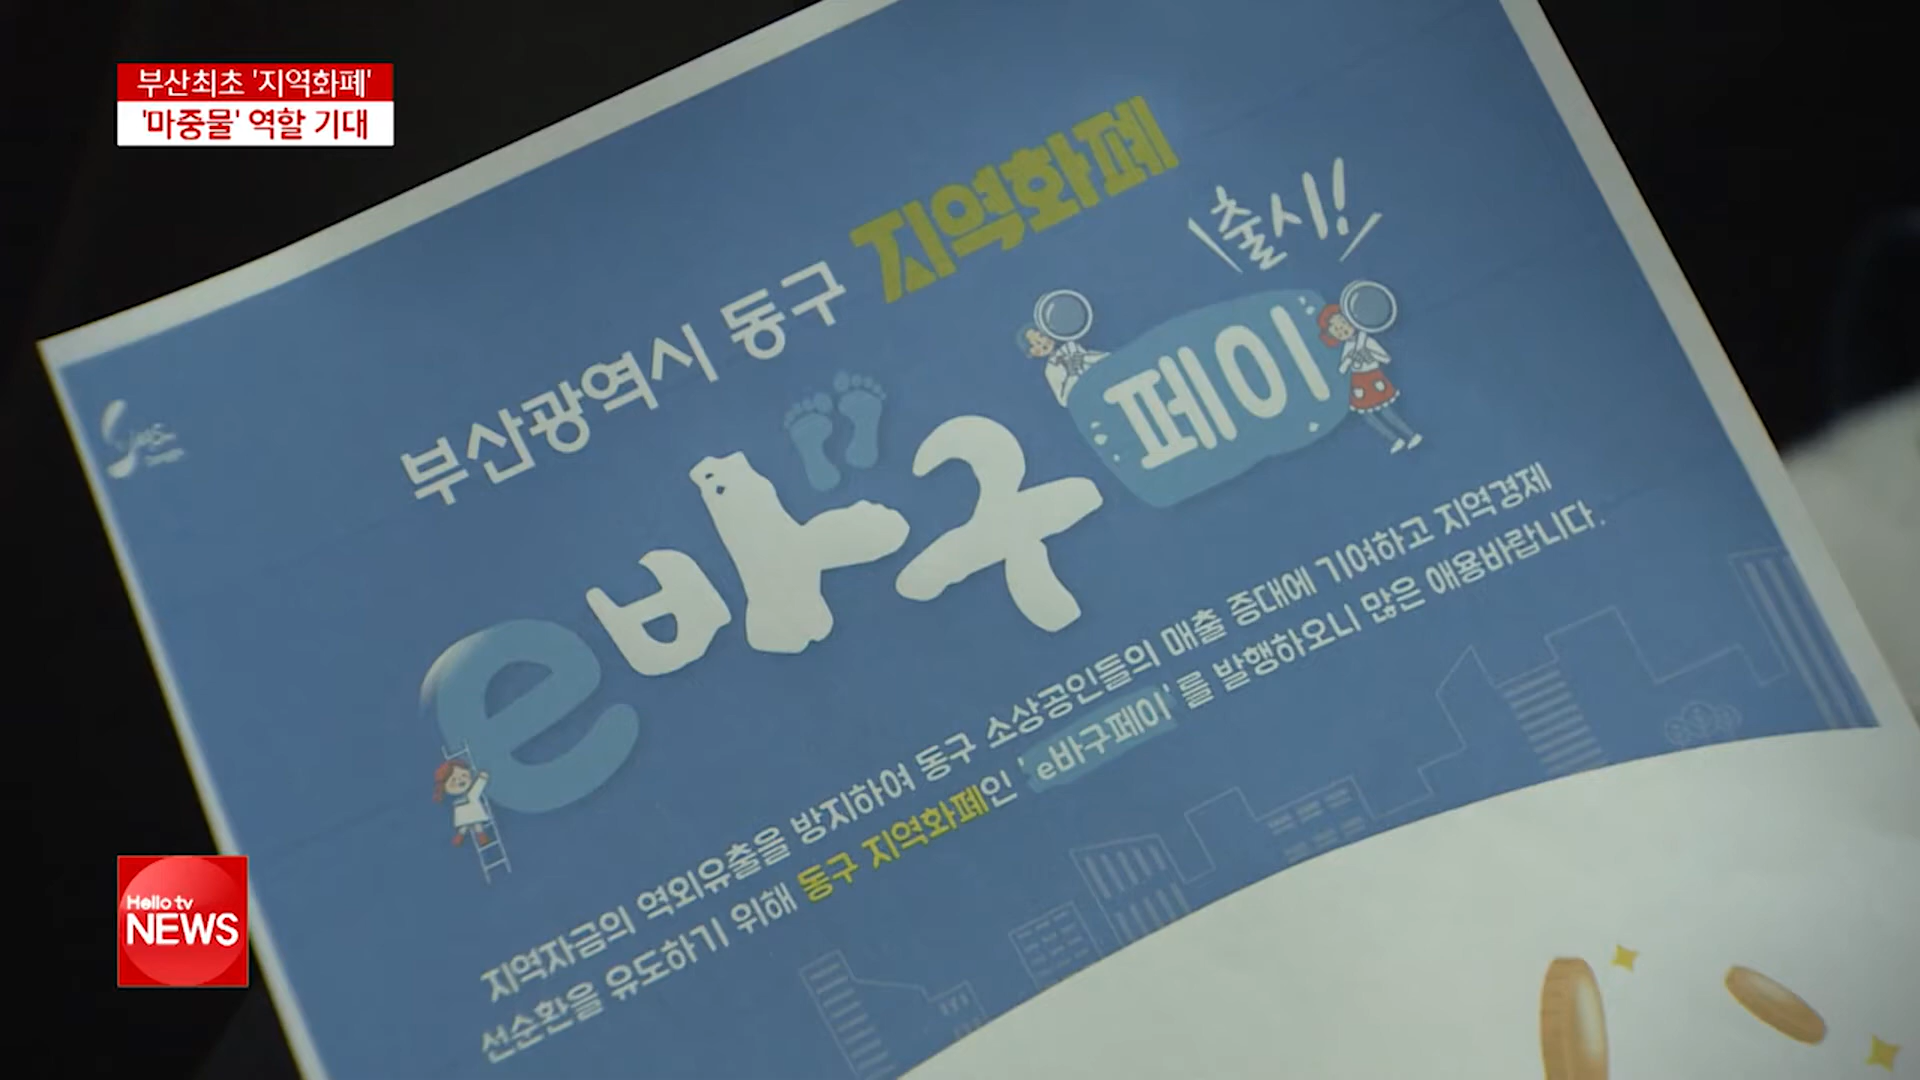 부산최초 '지역화폐'
'마중물' 역할 기대
부산광역시 동구 지역화폐
출시!
e바구
페이
지역자금의 역외유출을 방지하여 동구 소상공인들의 매출 증대에 기여하고 지역경제
선순환을 유도하기 위해 동구 지역화폐인 'e바구페이'를 발행하오니 많은 애용바랍니다.
Hello tv
NEWS